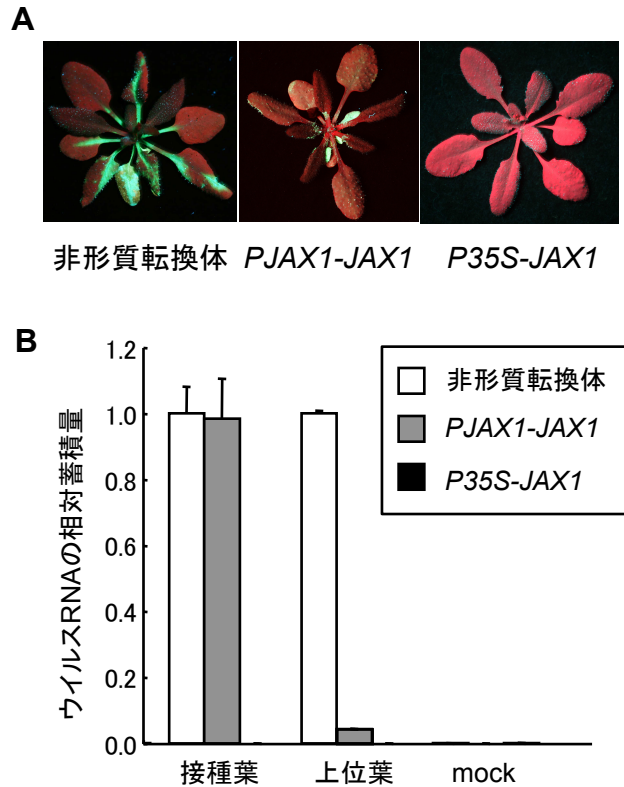 A
非形質転換体 PJAX1-JAX1 P35S-JAX1
B
ウイルスRNAの相対蓄積量
1.2
1.0
0.8
0.6
0.4
0.2
0.0
非形質転換体
PJAX1-JAX1
P35S-JAX1
接種葉 上位葉 mock